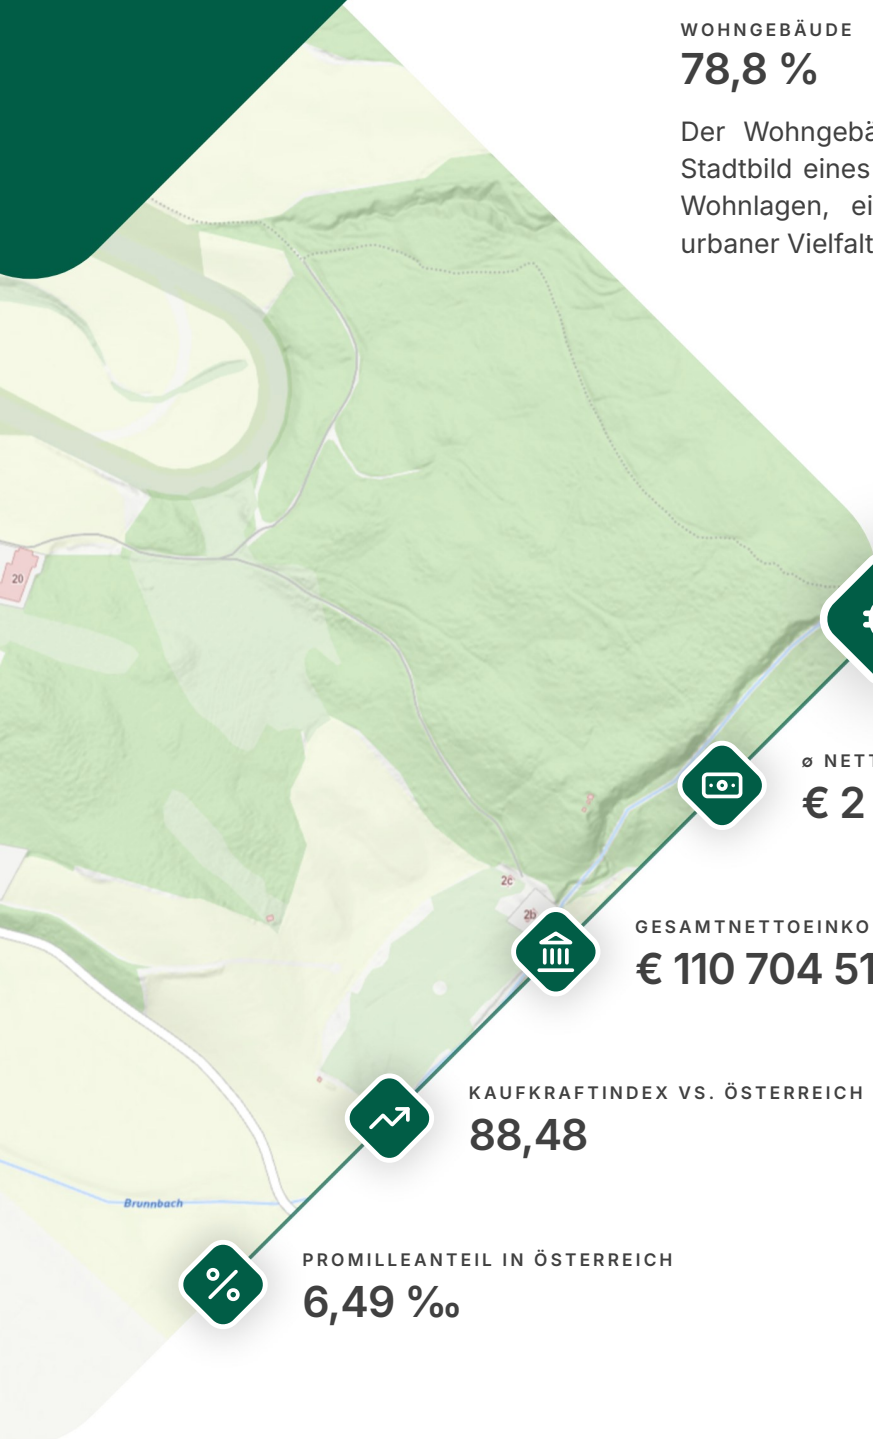 WOHNGEBÄUDE
78,8 %
Der Wohngebä
Stadtbild eines
Wohnlagen, ei
urbaner Vielfalt
20
ø NETT
€ 2
2c
2b
GESAMTNETTOEINKO
€ 110 704 51
KAUFKRAFTINDEX VS. ÖSTERREICH
88,48
Brunnbach
PROMILLEANTEIL IN ÖSTERREICH
6,49 ‰